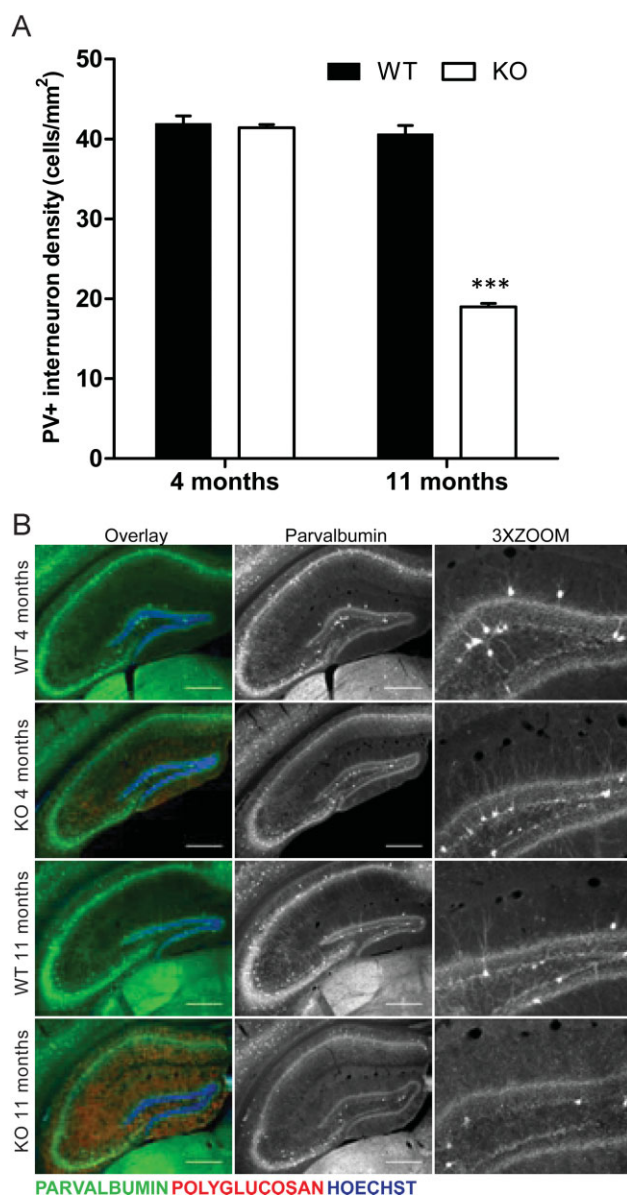 A
WT KO
PV+ interneuron density (cells/mm²)
50
40
30
20
10
0
***
4 months 11 months
B
Overlay Parvalbumin 3XZOOM
WT 4 months
KO 4 months
WT 11 months
KO 11 months
PARVALBUMIN POLYGLUCOSAN HOECHST